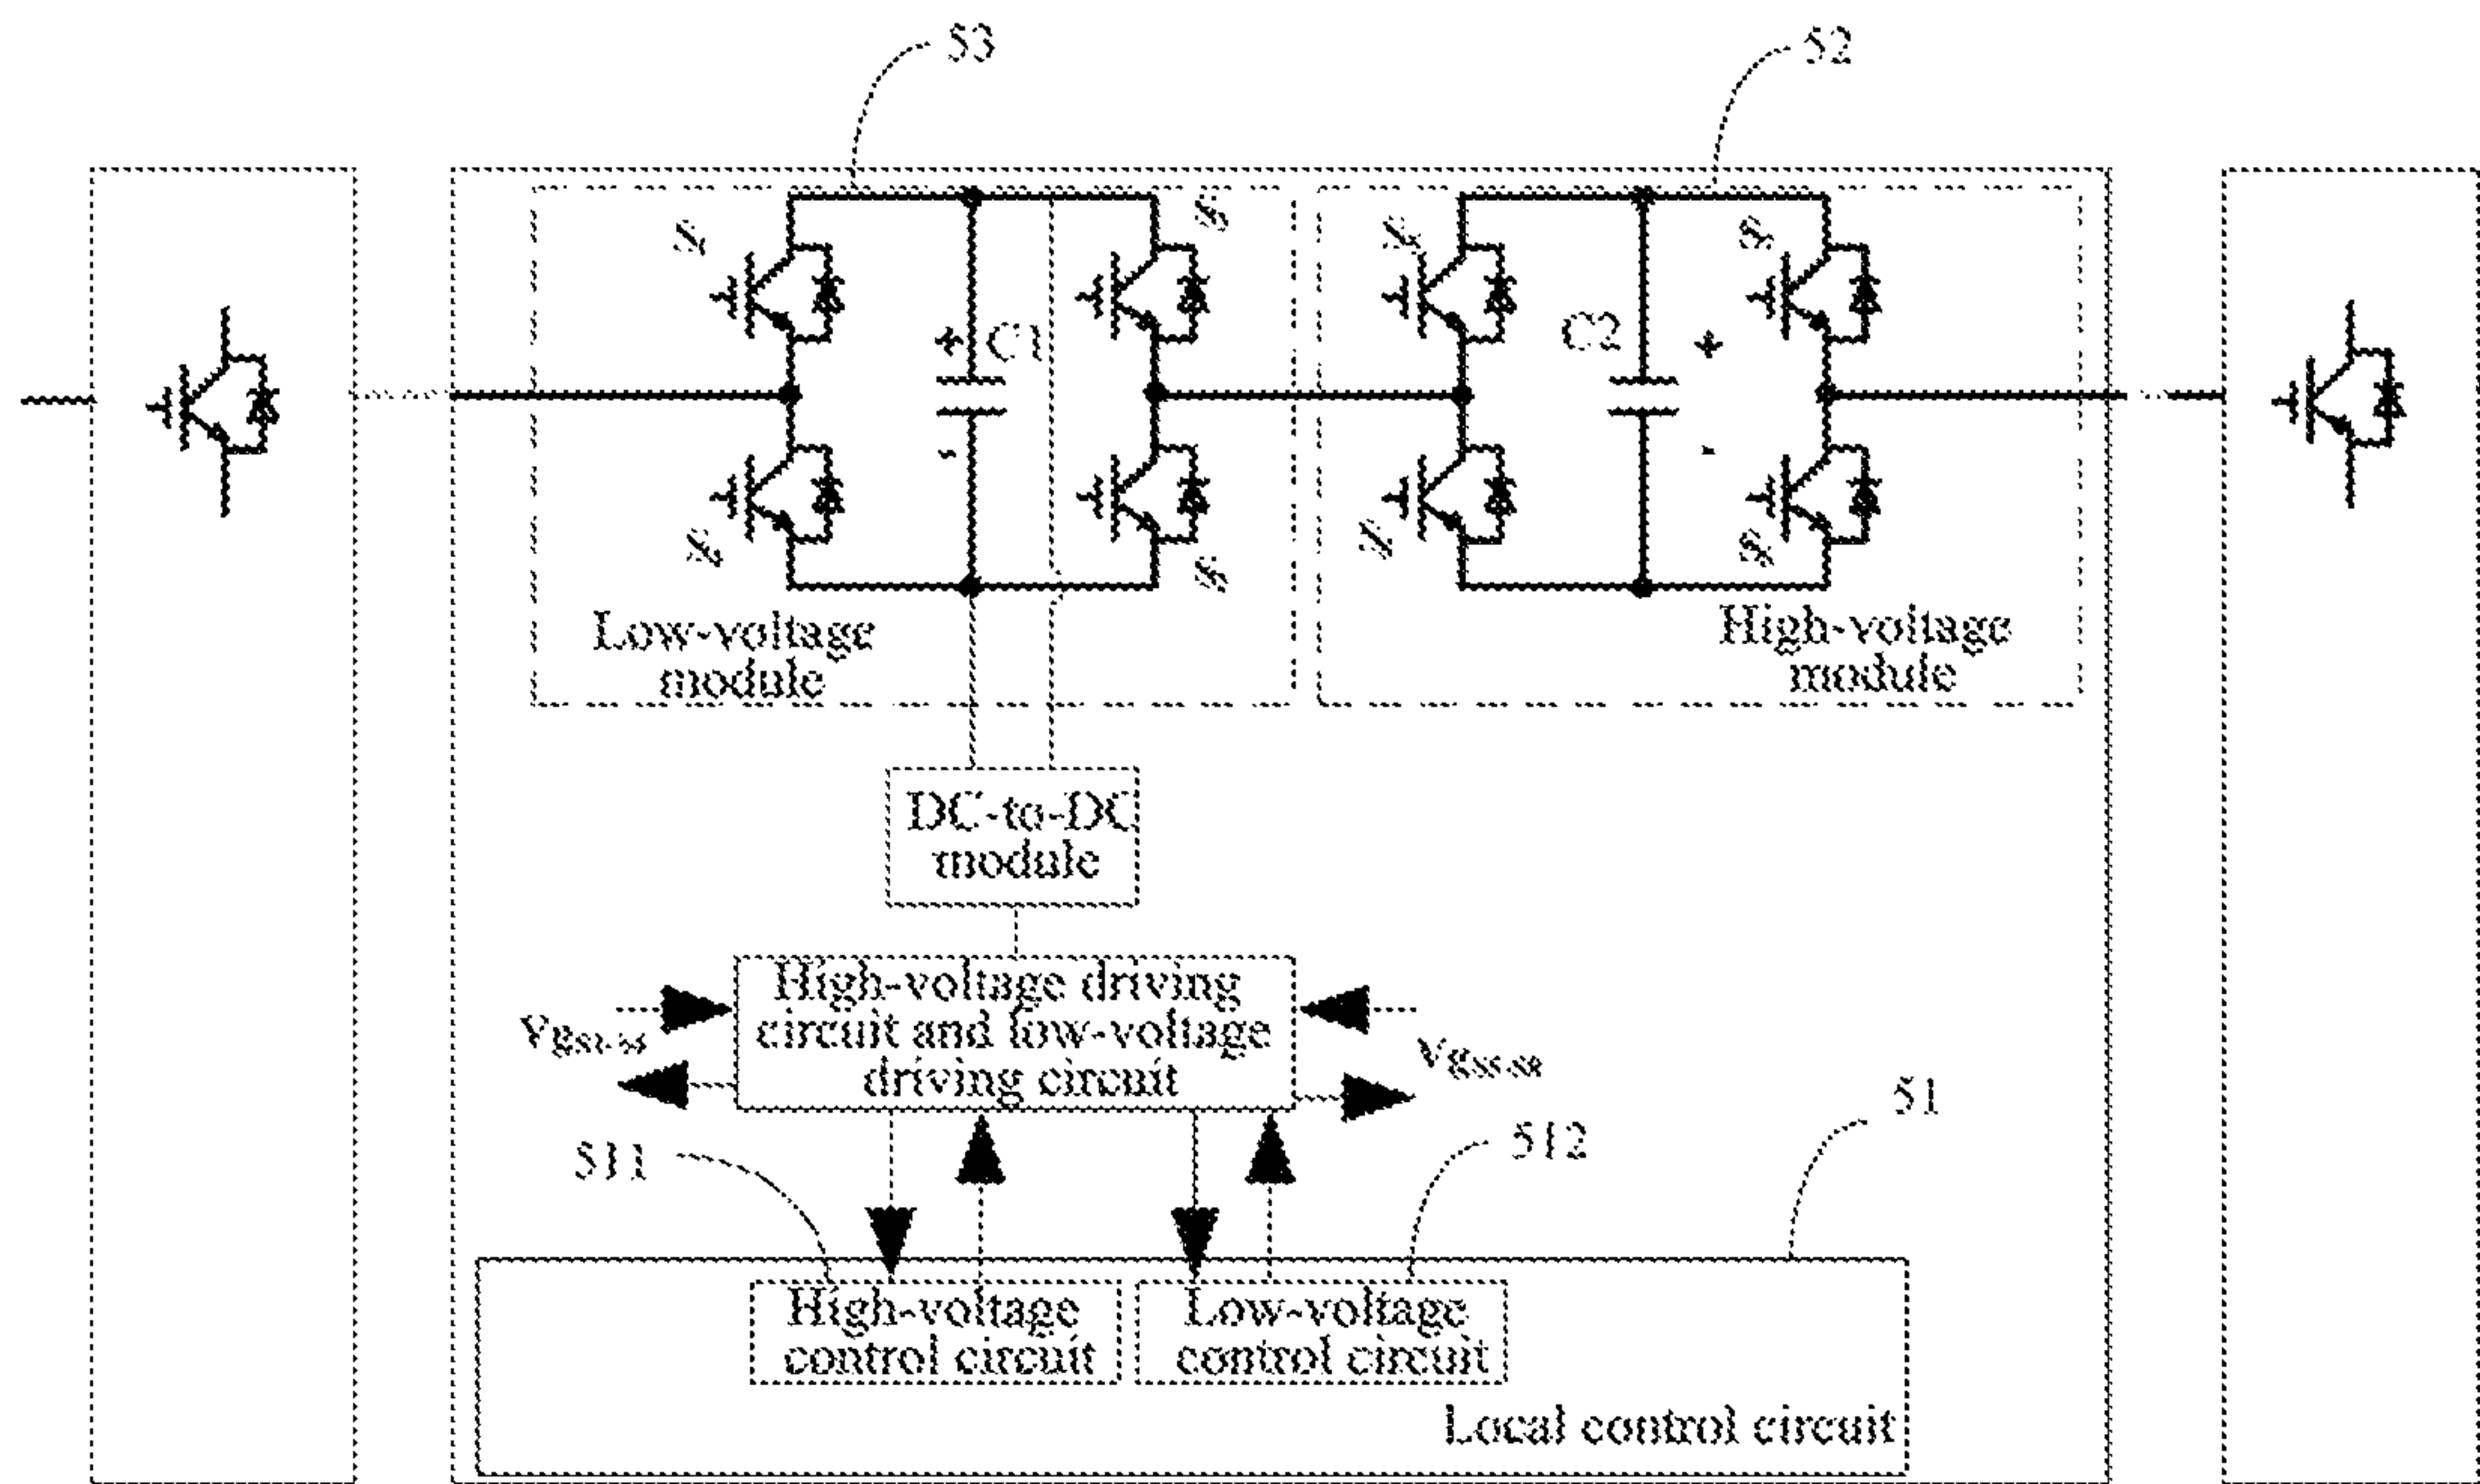 53
52
C1
C2
Low-voltage
module
High-voltage
module
DC-to-DC
module
High-voltage driving
circuit and low-voltage
driving circuit
51
511
512
High-voltage
control circuit
Low-voltage
control circuit
Local control circuit